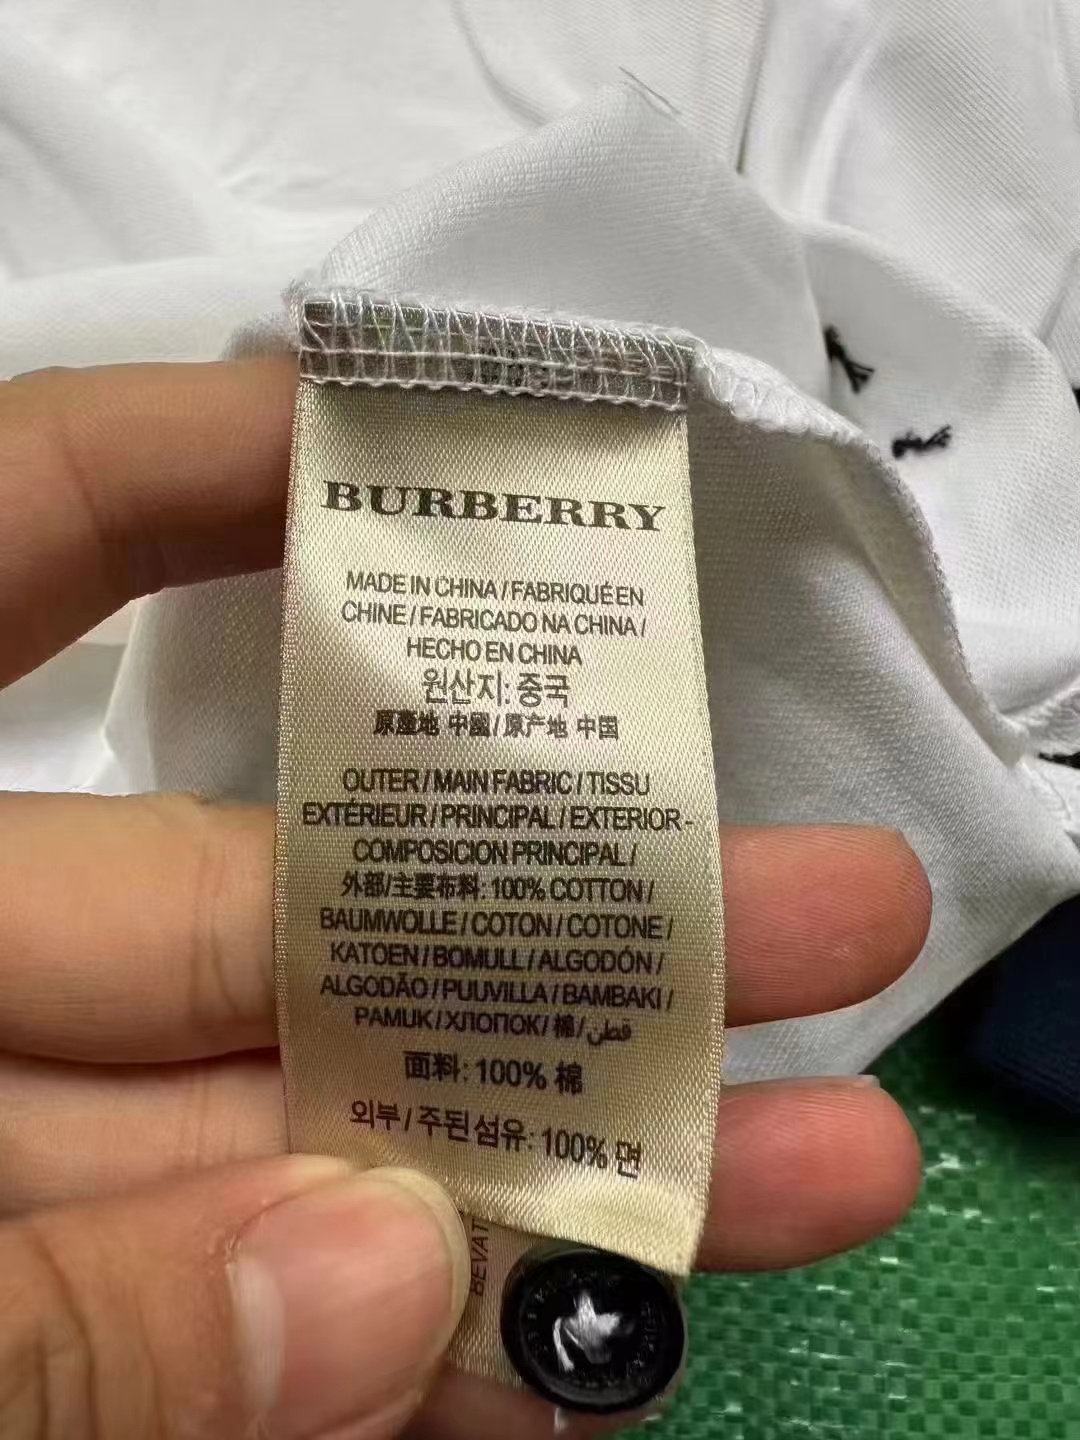 BURBERRY
MADE IN CHINA / FABRIQUÉ EN
CHINE / FABRICADO NA CHINA /
HECHO EN CHINA
원산지: 중국
原產地 中國 / 原产地 中国
OUTER / MAIN FABRIC / TISSU
EXTÉRIEUR / PRINCIPAL / EXTERIOR -
COMPOSICION PRINCIPAL /
外部/主要布料: 100% COTTON /
BAUMWOLLE / COTON / COTONE /
KATOEN / BOMULL / ALGODÓN /
ALGODÃO / PUUVILLA / BAMBAKI /
PAMUK / ХЛОПОК / 棉 / قطن
面料: 100% 棉
외부 / 주된 섬유: 100% 면